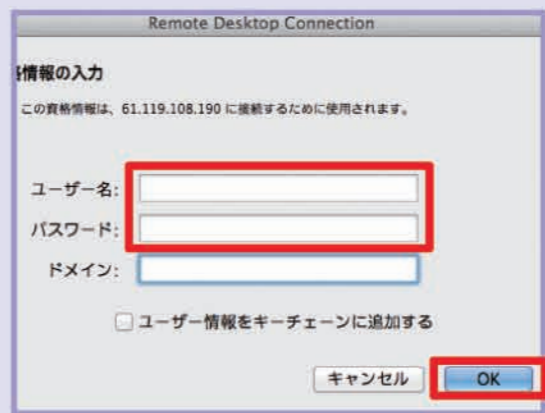 Remote Desktop Connection
格情報の入力
この資格情報は、61.119.108.190 に接続するために使用されます。
ユーザー名:
パスワード:
ドメイン:
ユーザー情報をキーチェーンに追加する
キャンセル OK